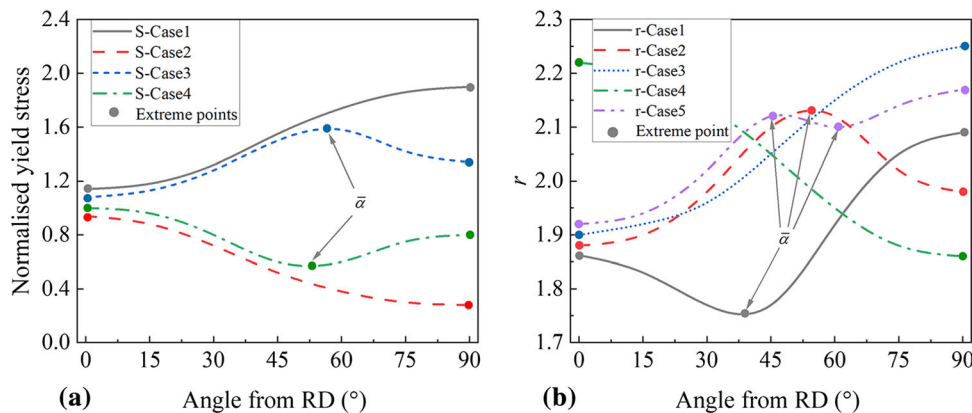 2.4
2.0
1.6
1.2
0.8
0.4
0.0
Normalised yield stress
S-Case1
S-Case2
S-Case3
S-Case4
Extreme points
ᾱ
0 15 30 45 60 75 90
(a) Angle from RD (°)
2.3
2.2
2.1
2.0
1.9
1.8
1.7
r
r-Case1
r-Case2
r-Case3
r-Case4
r-Case5
Extreme point
ᾱ
0 15 30 45 60 75 90
(b) Angle from RD (°)